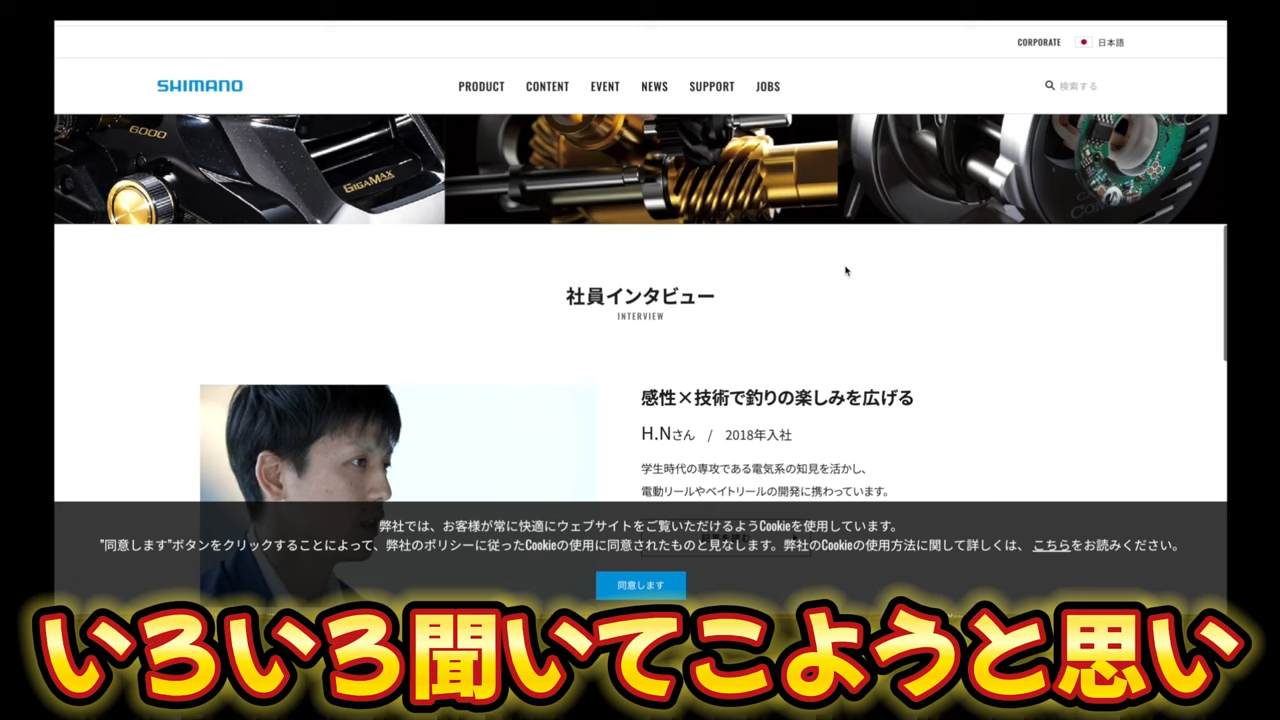 CORPORATE 日本語
SHIMANO PRODUCT CONTENT EVENT NEWS SUPPORT JOBS 検索する
6000
GIGAMAX
社員インタビュー
INTERVIEW
感性×技術で釣りの楽しみを広げる
H.Nさん / 2018年入社
学生時代の専攻である電気系の知見を活かし、
電動リールやベイトリールの開発に携わっています。
弊社では、お客様が常に快適にウェブサイトをご覧いただけるようCookieを使用しています。
"同意します"ボタンをクリックすることによって、弊社のポリシーに従ったCookieの使用に同意されたものと見なします。弊社のCookieの使用方法に関して詳しくは、 こちらをお読みください。
同意します
いろいろ聞いてこようと思い